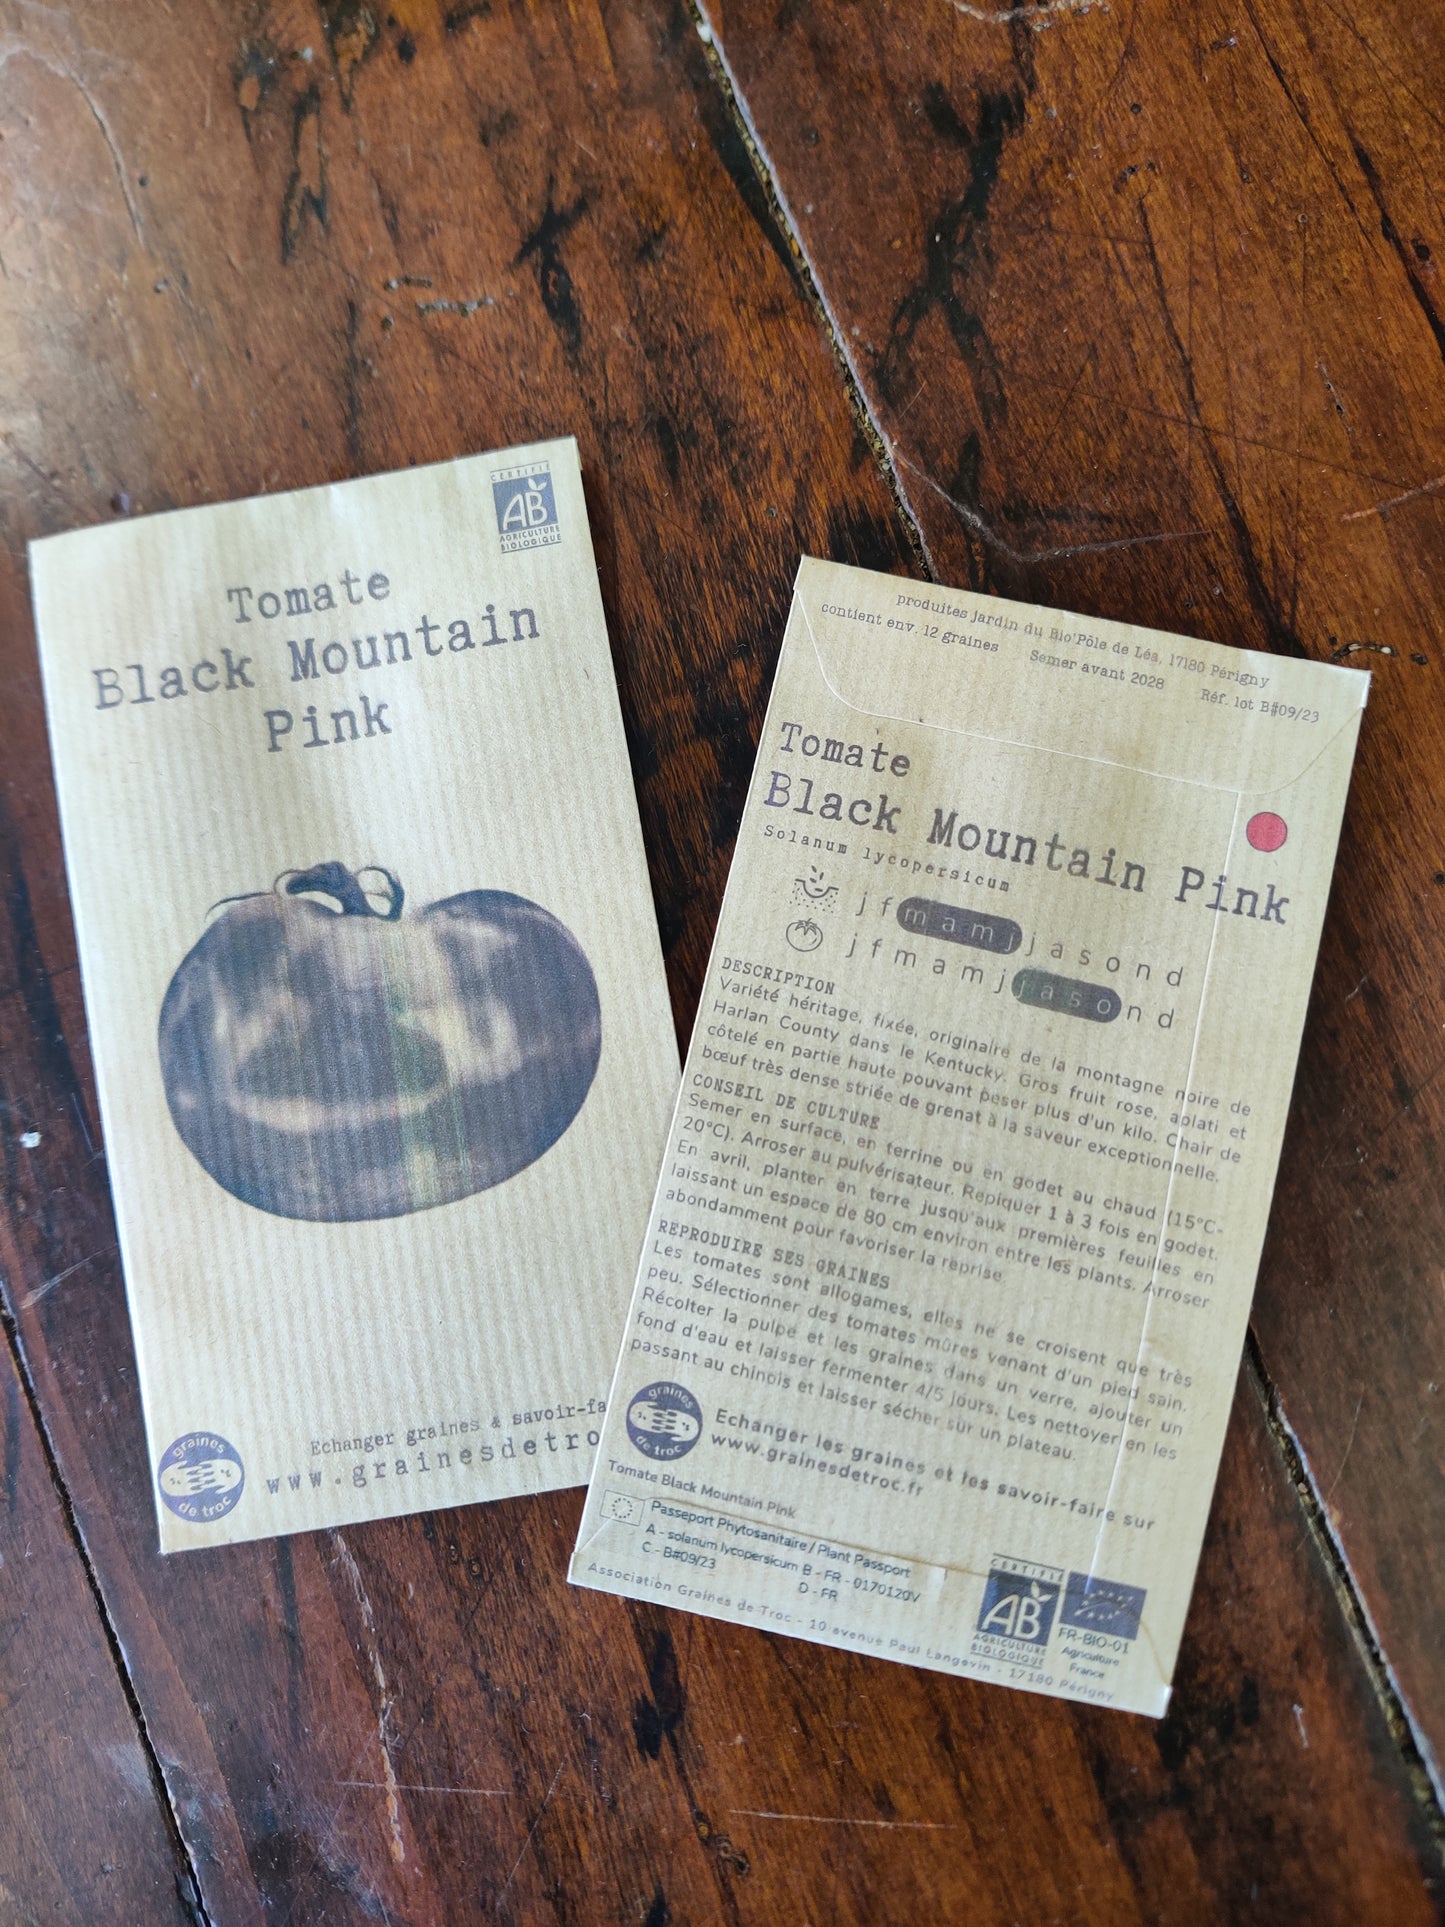 CERTIFIÉ
AB
AGRICULTURE
BIOLOGIQUE
Tomate
Black Mountain
Pink
Echanger graines & savoir-fa
www.grainesdetro
graines
de troc
produites jardin du Bio'Pôle de Léa, 17180 Périgny
contient env. 12 graines Semer avant 2028 Réf. lot B#09/23
Tomate
Black Mountain Pink
Solanum lycopersicum
j f m a m j j a s o n d
j f m a m j j a s o n d
DESCRIPTION
Variété héritage, fixée, originaire de la montagne noire de
Harlan County dans le Kentucky. Gros fruit rose, aplati et
côtelé en partie haute pouvant peser plus d'un kilo. Chair de
bœuf très dense striée de grenat à la saveur exceptionnelle.
CONSEIL DE CULTURE
Semer en surface, en terrine ou en godet au chaud (15°C-
20°C). Arroser au pulvérisateur. Repiquer 1 à 3 fois en godet.
En avril, planter en terre jusqu'aux premières feuilles en
laissant un espace de 80 cm environ entre les plants. Arroser
abondamment pour favoriser la reprise.
REPRODUIRE SES GRAINES
Les tomates sont allogames, elles ne se croisent que très
peu. Sélectionner des tomates mûres venant d'un pied sain.
Récolter la pulpe et les graines dans un verre, ajouter un
fond d'eau et laisser fermenter 4/5 jours. Les nettoyer en les
passant au chinois et laisser sécher sur un plateau.
graines
de troc
Echanger les graines et les savoir-faire sur
www.grainesdetroc.fr
Tomate Black Mountain Pink
Passeport Phytosanitaire / Plant Passport
A - solanum lycopersicum B - FR - 0170120V
C - B#09/23 D - FR
CERTIFIÉ
AB
AGRICULTURE
BIOLOGIQUE
FR-BIO-01
Agriculture
France
Association Graines de Troc - 10 avenue Paul Langevin - 17180 Périgny